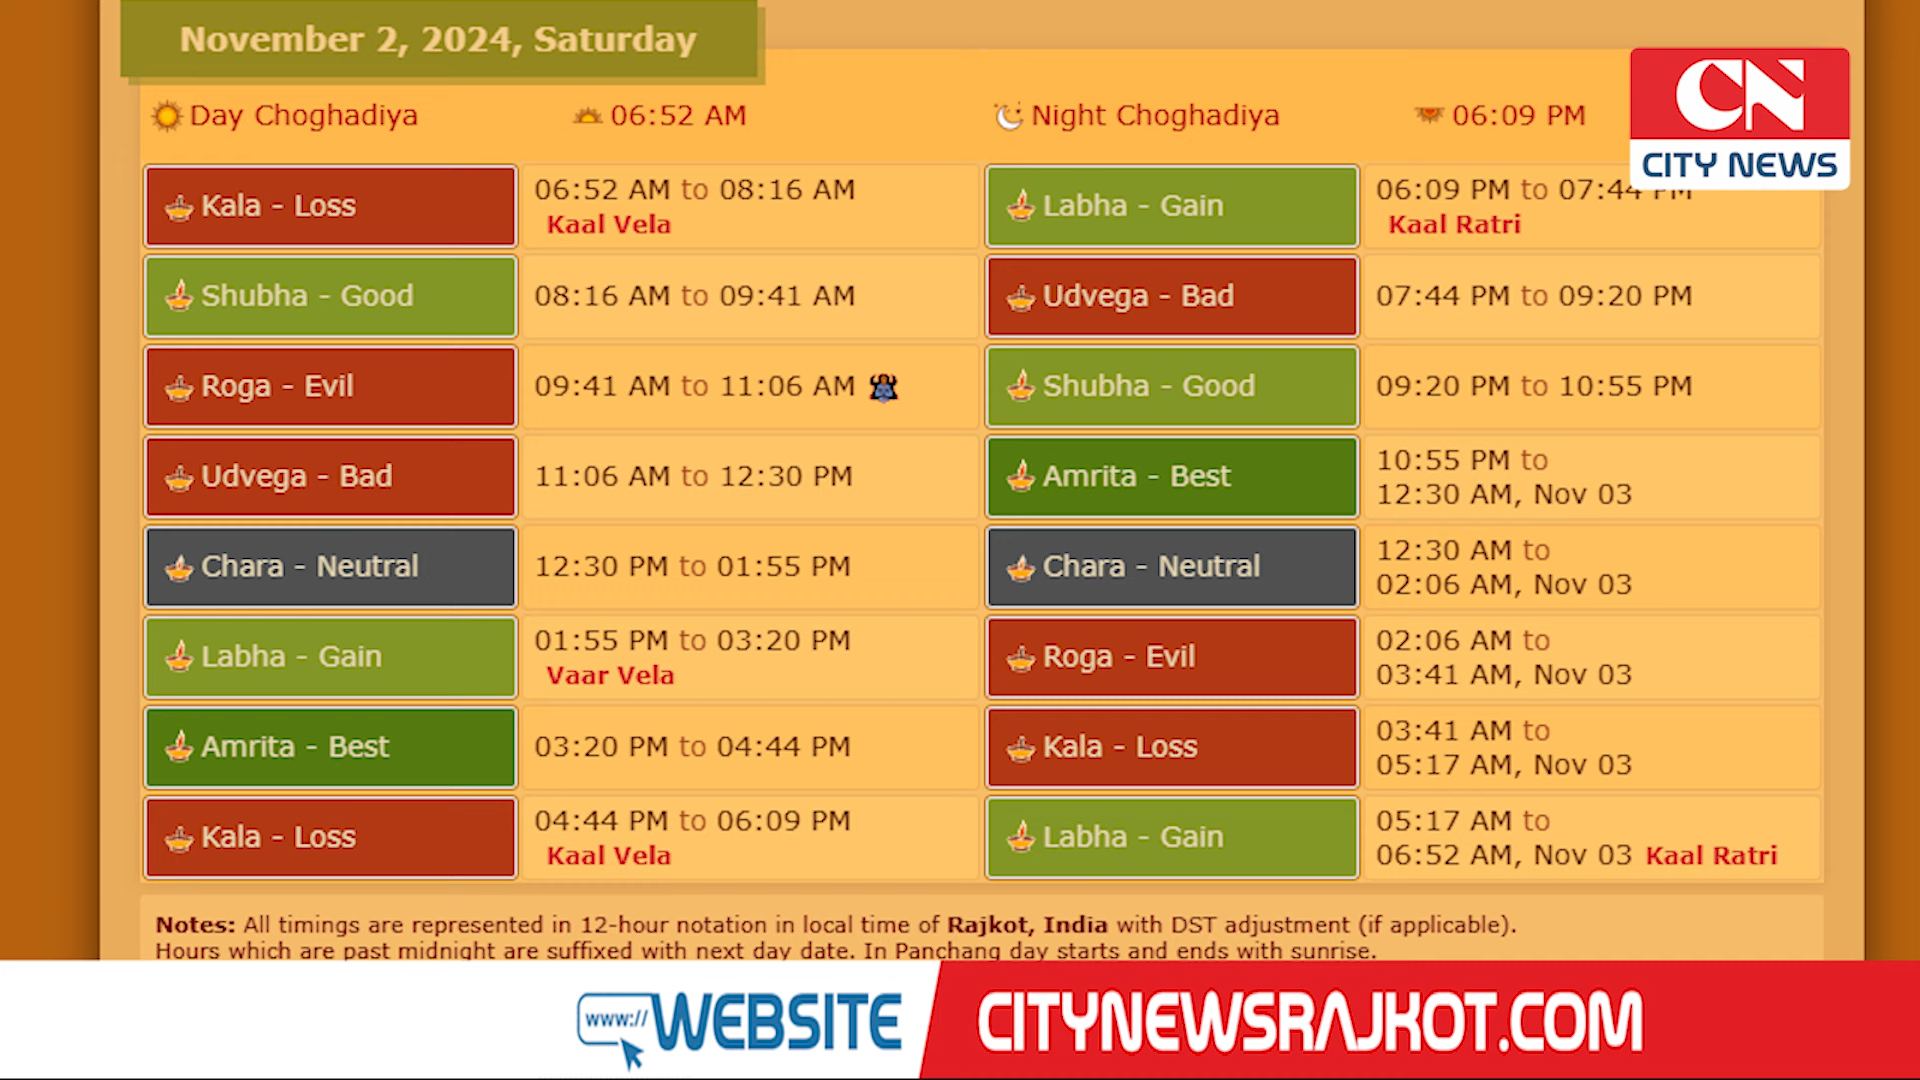 November 2, 2024, Saturday
CN
CITY NEWS
Day Choghadiya 06:52 AM Night Choghadiya 06:09 PM
Kala - Loss 06:52 AM to 08:16 AM Labha - Gain 06:09 PM to 07:44 PM
Kaal Vela Kaal Ratri
Shubha - Good 08:16 AM to 09:41 AM Udvega - Bad 07:44 PM to 09:20 PM
Roga - Evil 09:41 AM to 11:06 AM Shubha - Good 09:20 PM to 10:55 PM
Udvega - Bad 11:06 AM to 12:30 PM Amrita - Best 10:55 PM to
12:30 AM, Nov 03
Chara - Neutral 12:30 PM to 01:55 PM Chara - Neutral 12:30 AM to
02:06 AM, Nov 03
Labha - Gain 01:55 PM to 03:20 PM Roga - Evil 02:06 AM to
Vaar Vela 03:41 AM, Nov 03
Amrita - Best 03:20 PM to 04:44 PM Kala - Loss 03:41 AM to
05:17 AM, Nov 03
Kala - Loss 04:44 PM to 06:09 PM Labha - Gain 05:17 AM to
Kaal Vela 06:52 AM, Nov 03 Kaal Ratri
Notes: All timings are represented in 12-hour notation in local time of Rajkot, India with DST adjustment (if applicable).
Hours which are past midnight are suffixed with next day date. In Panchang day starts and ends with sunrise.
www:// WEBSITE CITYNEWSRAJKOT.COM